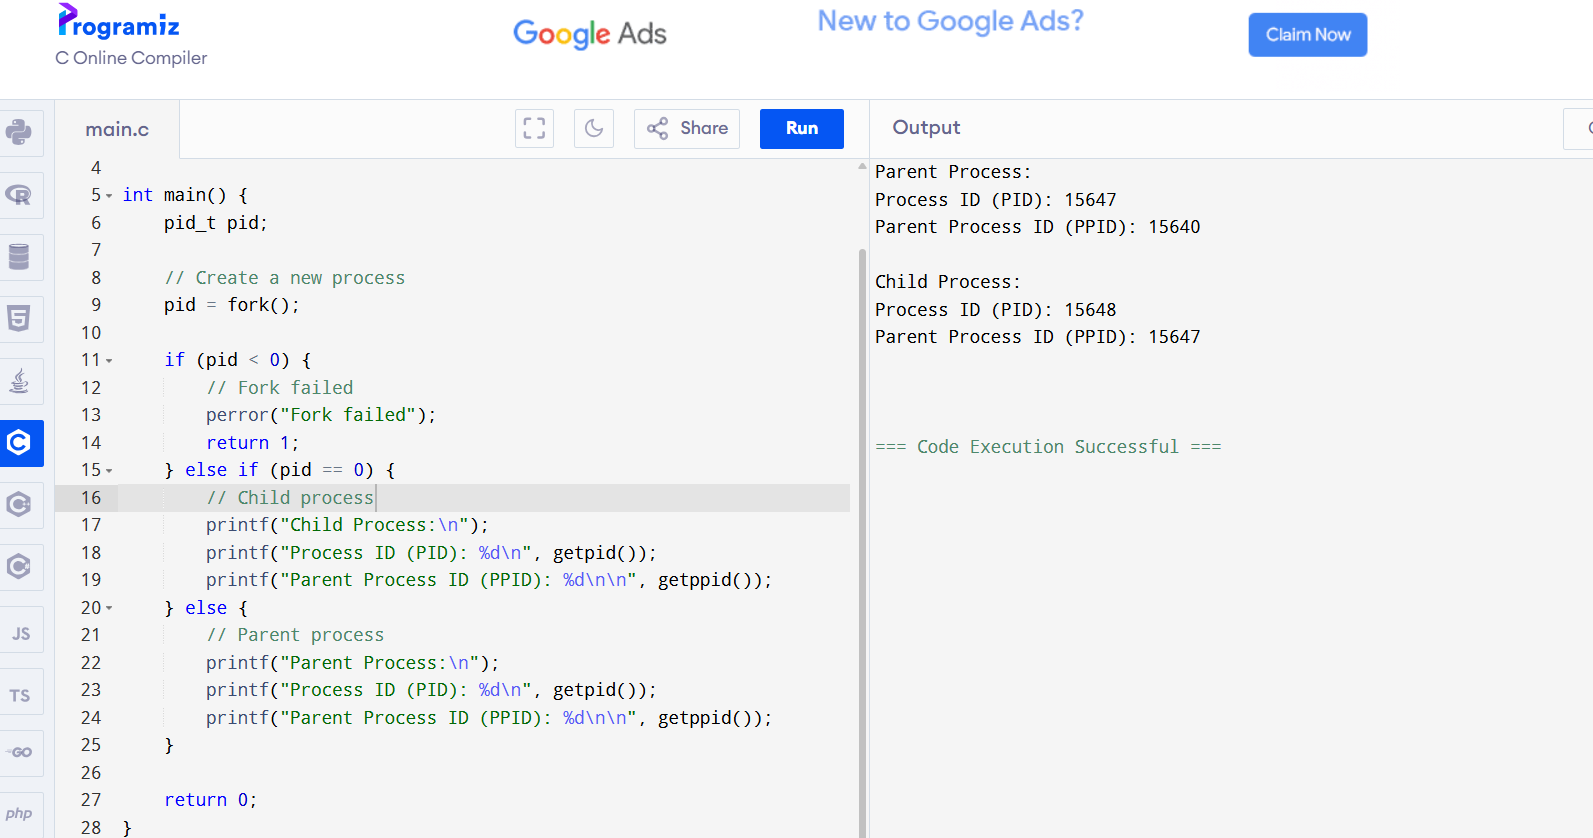 Programiz
C Online Compiler
Google Ads
New to Google Ads?
Claim Now
main.c
Share
Run
Output
4
5 int main() {
6     pid_t pid;
7
8     // Create a new process
9     pid = fork();
10
11     if (pid < 0) {
12         // Fork failed
13         perror("Fork failed");
14         return 1;
15     } else if (pid == 0) {
16         // Child process
17         printf("Child Process:\n");
18         printf("Process ID (PID): %d\n", getpid());
19         printf("Parent Process ID (PPID): %d\n\n", getppid());
20     } else {
21         // Parent process
22         printf("Parent Process:\n");
23         printf("Process ID (PID): %d\n", getpid());
24         printf("Parent Process ID (PPID): %d\n\n", getppid());
25     }
26
27     return 0;
28 }
Parent Process:
Process ID (PID): 15647
Parent Process ID (PPID): 15640
Child Process:
Process ID (PID): 15648
Parent Process ID (PPID): 15647
=== Code Execution Successful ===
R
5
C
C
C
JS
TS
GO
php